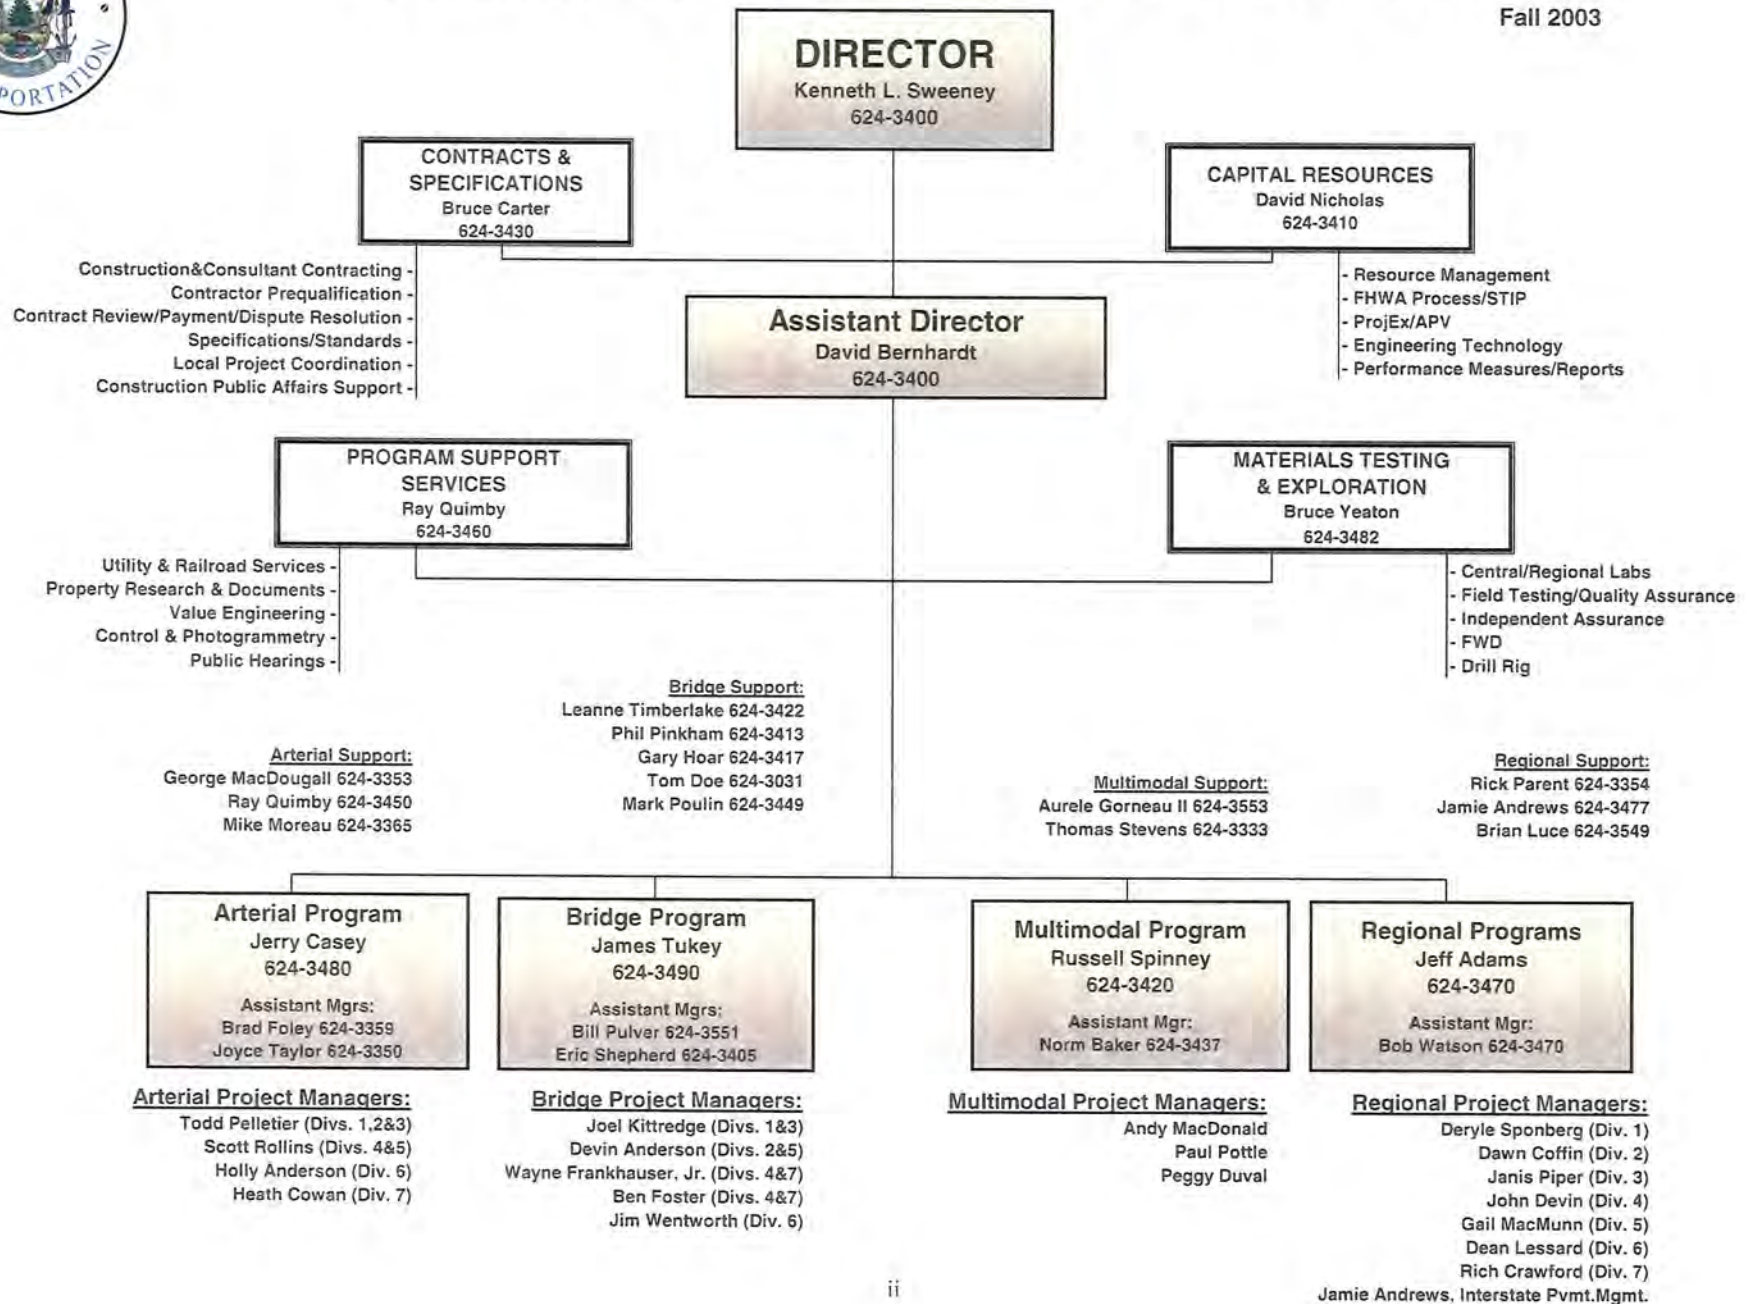 PORTATION
Fall 2003
DIRECTOR
Kenneth L. Sweeney
624-3400
CONTRACTS &
SPECIFICATIONS
Bruce Carter
624-3430
CAPITAL RESOURCES
David Nicholas
624-3410
Construction&Consultant Contracting -
Contractor Prequalification -
Contract Review/Payment/Dispute Resolution -
Specifications/Standards -
Local Project Coordination -
Construction Public Affairs Support -
- Resource Management
- FHWA Process/STIP
- ProjEx/APV
- Engineering Technology
- Performance Measures/Reports
Assistant Director
David Bernhardt
624-3400
PROGRAM SUPPORT
SERVICES
Ray Quimby
624-3460
MATERIALS TESTING
& EXPLORATION
Bruce Yeaton
624-3482
Utility & Railroad Services -
Property Research & Documents -
Value Engineering -
Control & Photogrammetry -
Public Hearings -
- Central/Regional Labs
- Field Testing/Quality Assurance
- Independent Assurance
- FWD
- Drill Rig
Arterial Support:
George MacDougall 624-3353
Ray Quimby 624-3450
Mike Moreau 624-3365
Bridge Support:
Leanne Timberlake 624-3422
Phil Pinkham 624-3413
Gary Hoar 624-3417
Tom Doe 624-3031
Mark Poulin 624-3449
Multimodal Support:
Aurele Gorneau II 624-3553
Thomas Stevens 624-3333
Regional Support:
Rick Parent 624-3354
Jamie Andrews 624-3477
Brian Luce 624-3549
Arterial Program
Jerry Casey
624-3480
Assistant Mgrs:
Brad Foley 624-3359
Joyce Taylor 624-3350
Bridge Program
James Tukey
624-3490
Assistant Mgrs:
Bill Pulver 624-3551
Eric Shepherd 624-3405
Multimodal Program
Russell Spinney
624-3420
Assistant Mgr:
Norm Baker 624-3437
Regional Programs
Jeff Adams
624-3470
Assistant Mgr:
Bob Watson 624-3470
Arterial Project Managers:
Todd Pelletier (Divs. 1,2&3)
Scott Rollins (Divs. 4&5)
Holly Anderson (Div. 6)
Heath Cowan (Div. 7)
Bridge Project Managers:
Joel Kittredge (Divs. 1&3)
Devin Anderson (Divs. 2&5)
Wayne Frankhauser, Jr. (Divs. 4&7)
Ben Foster (Divs. 4&7)
Jim Wentworth (Div. 6)
Multimodal Project Managers:
Andy MacDonald
Paul Pottle
Peggy Duval
Regional Project Managers:
Deryle Sponberg (Div. 1)
Dawn Coffin (Div. 2)
Janis Piper (Div. 3)
John Devin (Div. 4)
Gail MacMunn (Div. 5)
Dean Lessard (Div. 6)
Rich Crawford (Div. 7)
Jamie Andrews, Interstate Pvmt.Mgmt.
ii